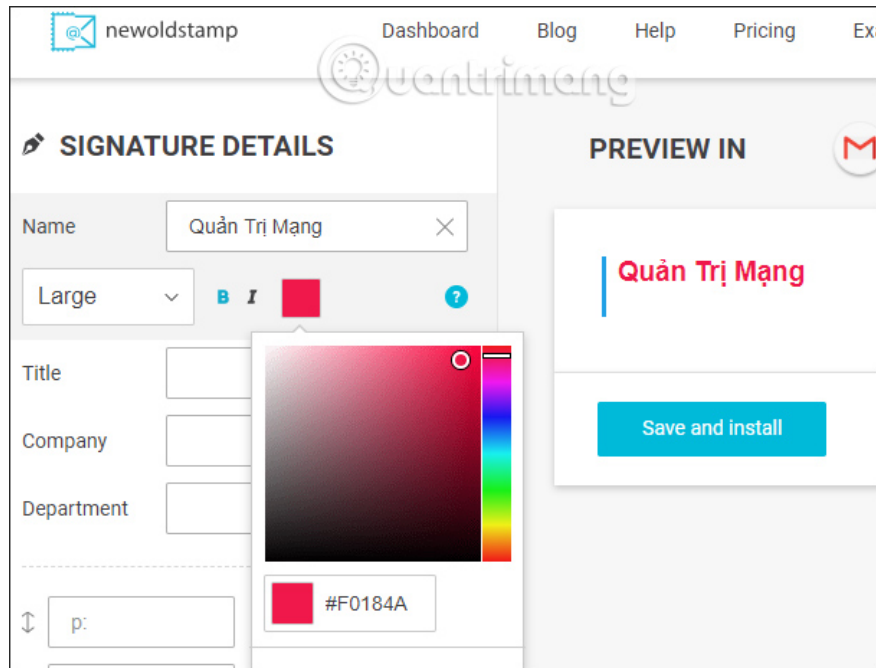 newoldstamp Dashboard Blog Help Pricing
Quantrimang
SIGNATURE DETAILS
PREVIEW IN
Name Quản Trị Mạng
Large B I ?
Quản Trị Mạng
Title
Company
Save and install
Department
#F0184A
p: